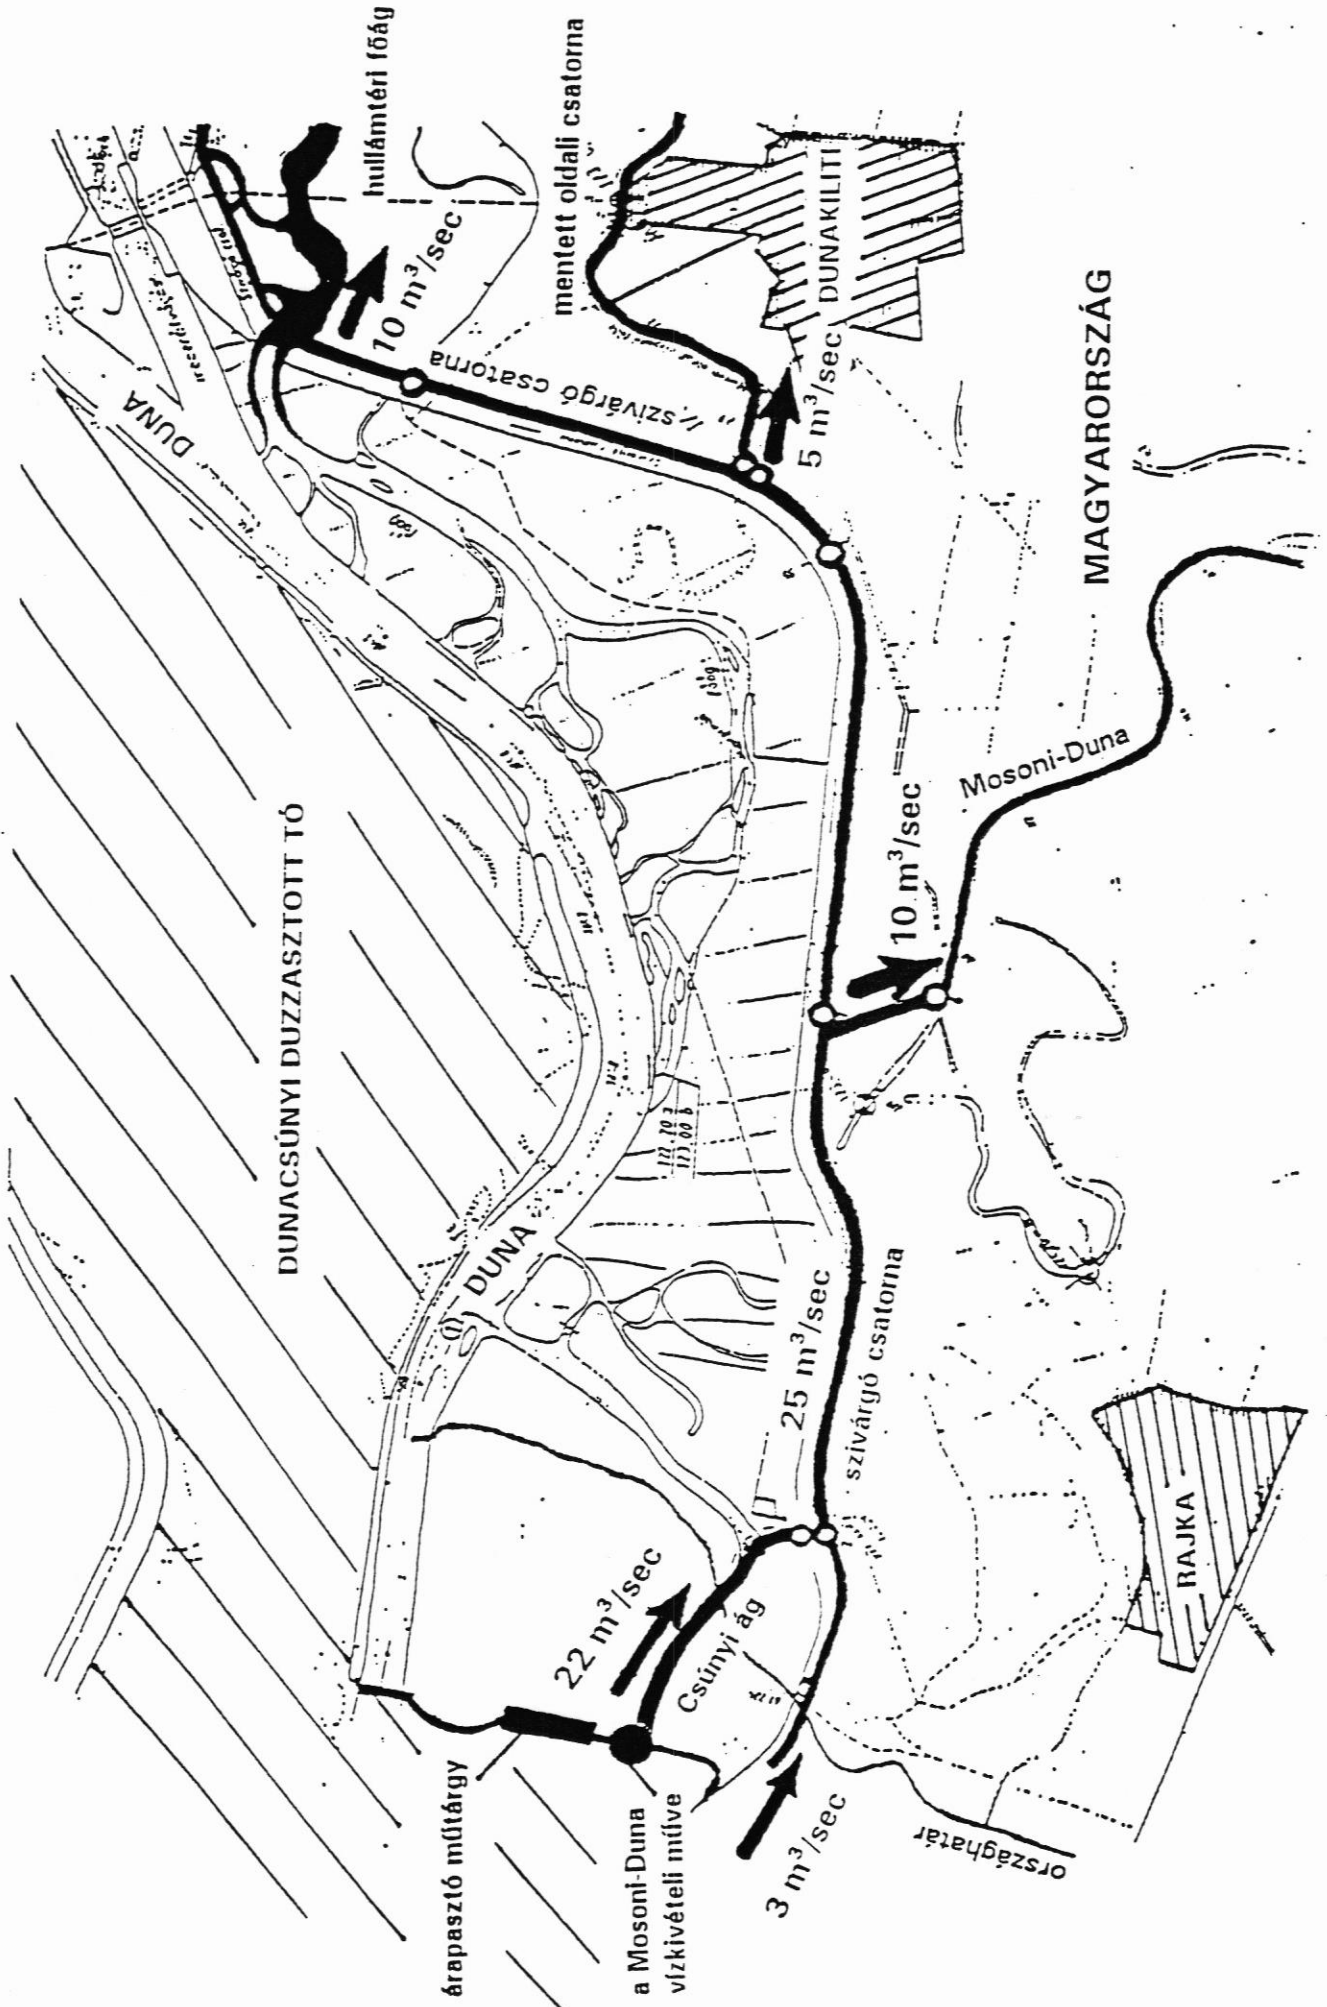 DUNACSÚNYI DUZZASZTOTT TÓ
DUNA
DUNA
hullámtéri főág
10 m³/sec
mentett oldali csatorna
szivárgó csatorna
5 m³/sec
DUNAKILITI
MAGYARORSZÁG
Mosoni-Duna
10 m³/sec
25 m³/sec
szivárgó csatorna
22 m³/sec
Csúnyi ág
RAJKA
árapasztó műtárgy
a Mosoni-Duna
vízkivételi műve
3 m³/sec
országhatár